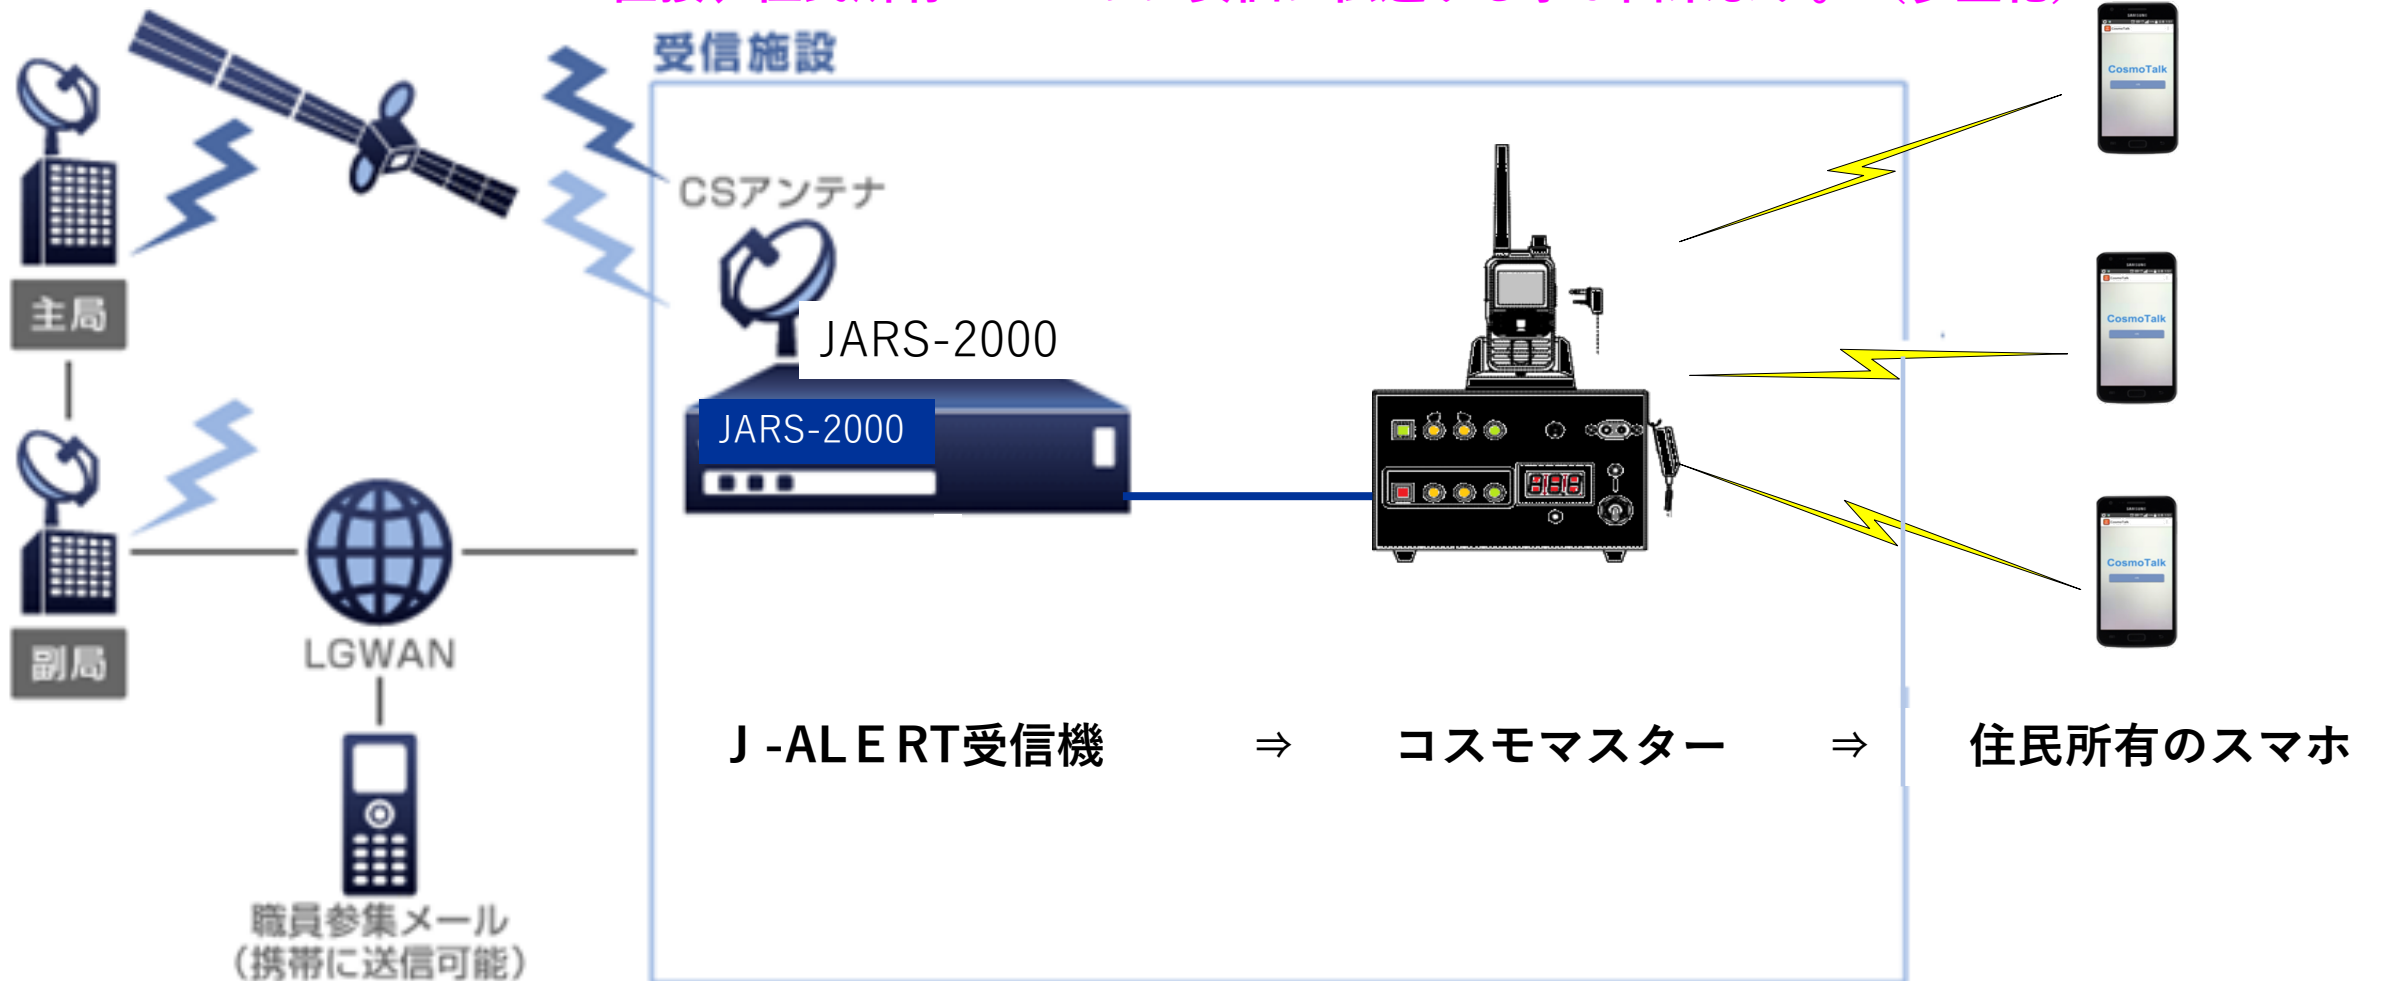 受信施設
CSアンテナ
JARS-2000
JARS-2000
主局
副局
LGWAN
職員参集メール
（携帯に送信可能）
CosmoTalk
CosmoTalk
CosmoTalk
J -ALERT受信機 ⇒ コスモマスター ⇒ 住民所有のスマホ